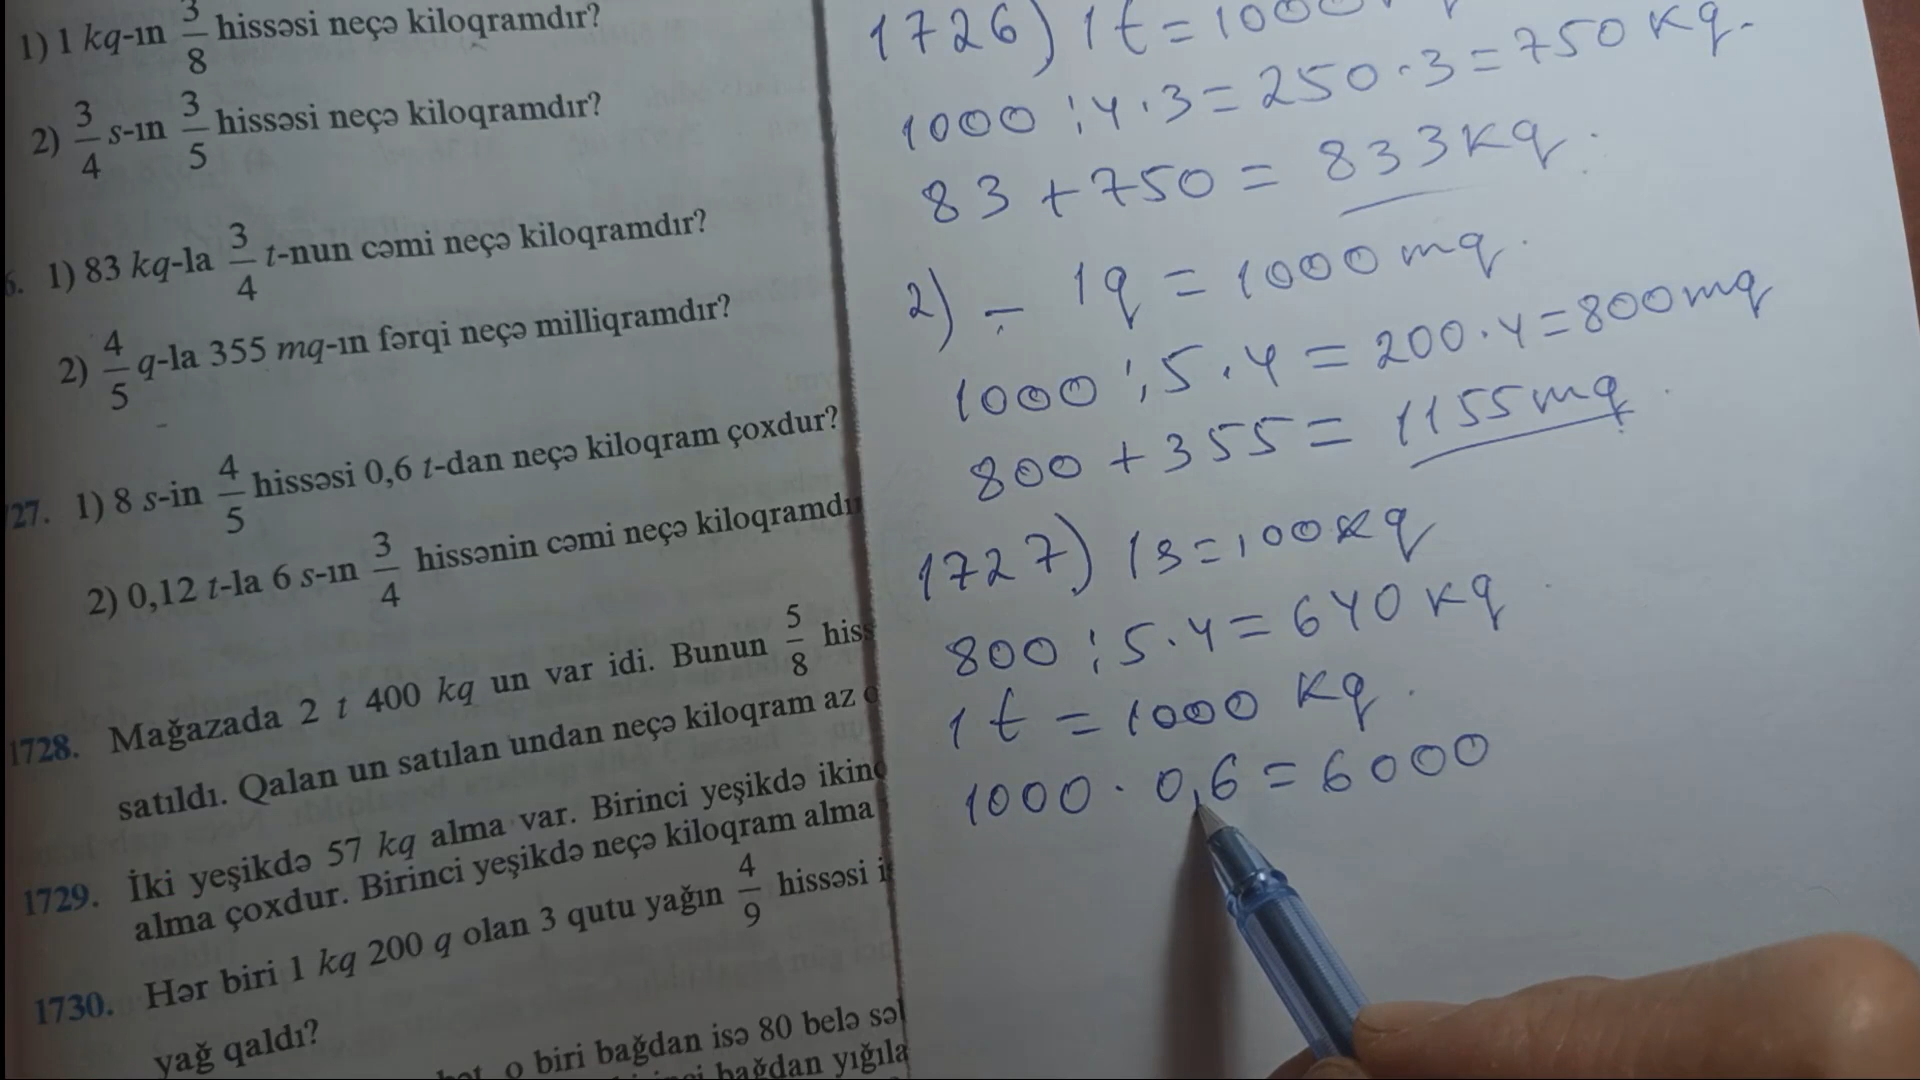 1) 1 kq-ın 3/8 hissəsi neçə kiloqramdır?
2) 3/4 s-ın 3/5 hissəsi neçə kiloqramdır?
6. 1) 83 kq-la 3/4 t-nun cəmi neçə kiloqramdır?
2) 4/5 q-la 355 mq-ın fərqi neçə milliqramdır?
27. 1) 8 s-in 4/5 hissəsi 0,6 t-dan neçə kiloqram çoxdur?
2) 0,12 t-la 6 s-ın 3/4 hissənin cəmi neçə kiloqramdı
1728. Mağazada 2 t 400 kq un var idi. Bunun 5/8 hiss
satıldı. Qalan un satılan undan neçə kiloqram az
1729. İki yeşikdə 57 kq alma var. Birinci yeşikdə ikinc
alma çoxdur. Birinci yeşikdə neçə kiloqram alma
1730. Hər biri 1 kq 200 q olan 3 qutu yağın 4/9 hissəsi i
yağ qaldı?
o biri bağdan isə 80 belə səl
bağdan yığıla
1726) 1t = 1000
1000 : 4 · 3 = 250 · 3 = 750 kq.
83 + 750 = 833 kq.
2) - 1q = 1000 mq.
1000 : 5 · 4 = 200 · 4 = 800 mq
800 + 355 = 1155 mq.
1727) 1s = 100 kq
800 : 5 · 4 = 640 kq
1t = 1000 kq.
1000 · 0,6 = 6000